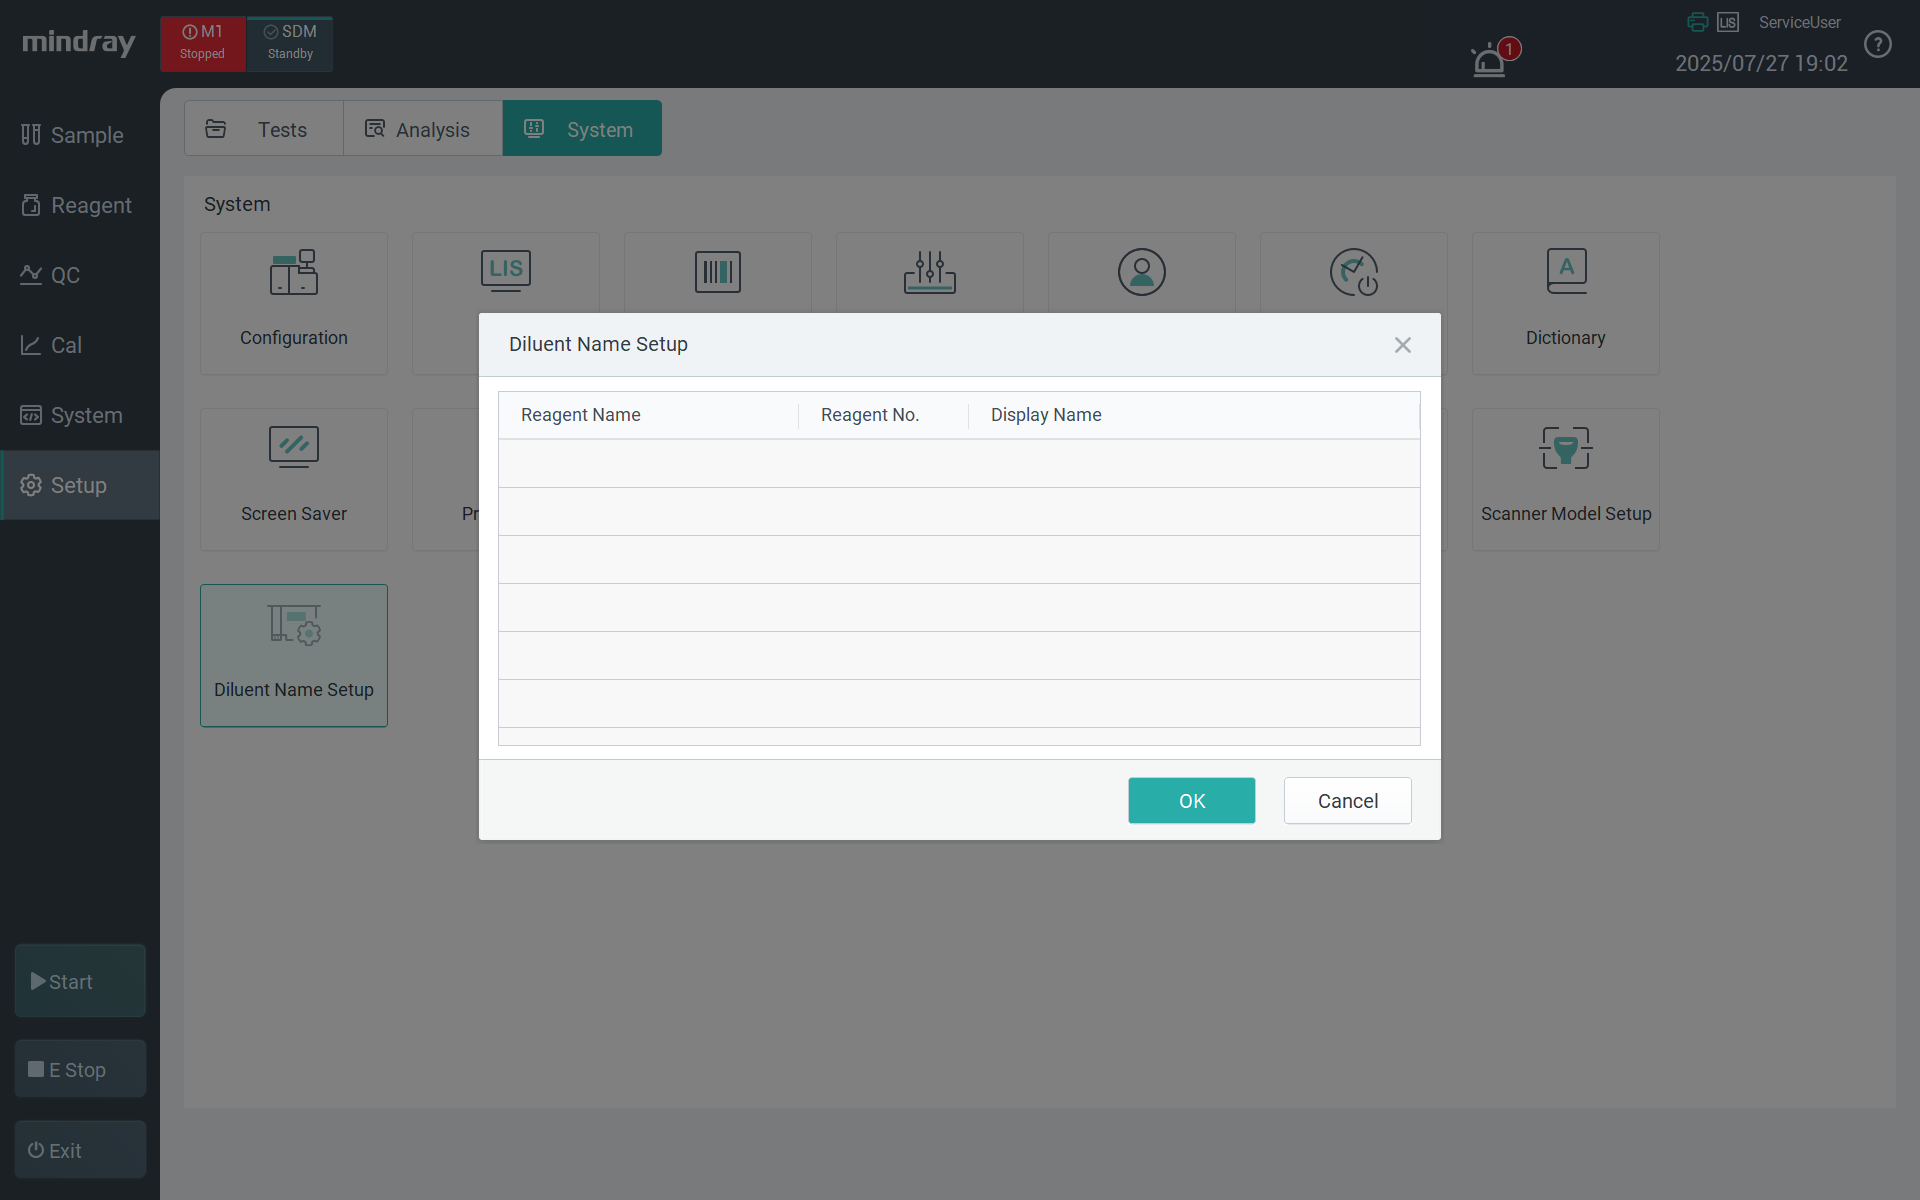 mindray
M1
Stopped
SDM
Standby
1
LIS
ServiceUser
2025/07/27 19:02
?
Sample
Reagent
QC
Cal
System
Setup
Start
E Stop
Exit
Tests
Analysis
System
System
Configuration
LIS
A
Dictionary
Screen Saver
Pr
Scanner Model Setup
Diluent Name Setup
Diluent Name Setup
Reagent Name
Reagent No.
Display Name
OK
Cancel